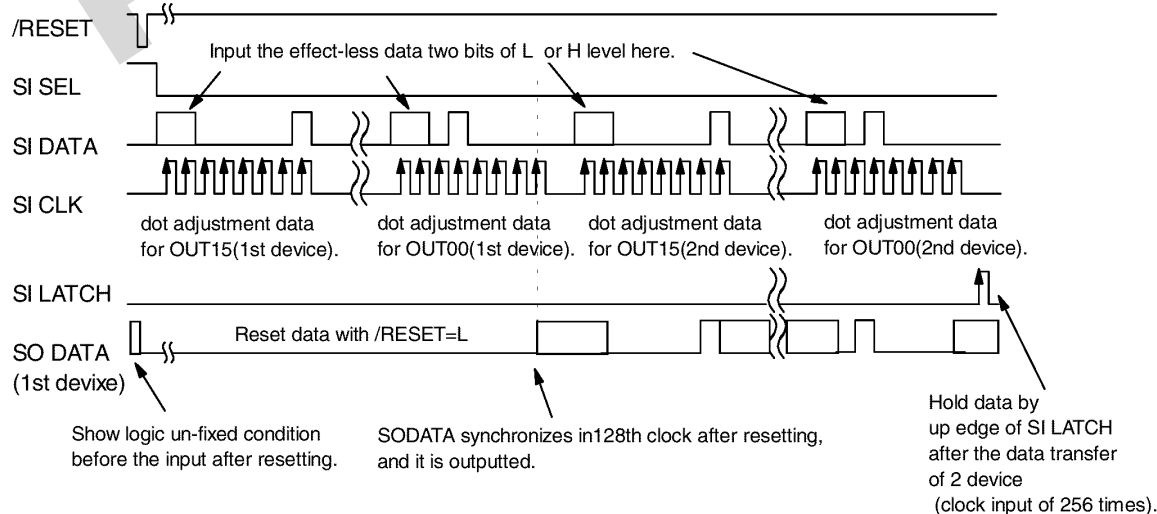 /RESET
Input the effect-less data two bits of L or H level here.
SI SEL
SI DATA
SI CLK
dot adjustment data
for OUT15(1st device).
dot adjustment data
for OUT00(1st device).
dot adjustment data
for OUT15(2nd device).
dot adjustment data
for OUT00(2nd device).
SI LATCH
Reset data with /RESET=L
SO DATA
(1st devixe)
Show logic un-fixed condition
before the input after resetting.
SODATA synchronizes in128th clock after resetting,
and it is outputted.
Hold data by
up edge of SI LATCH
after the data transfer
of 2 device
(clock input of 256 times).